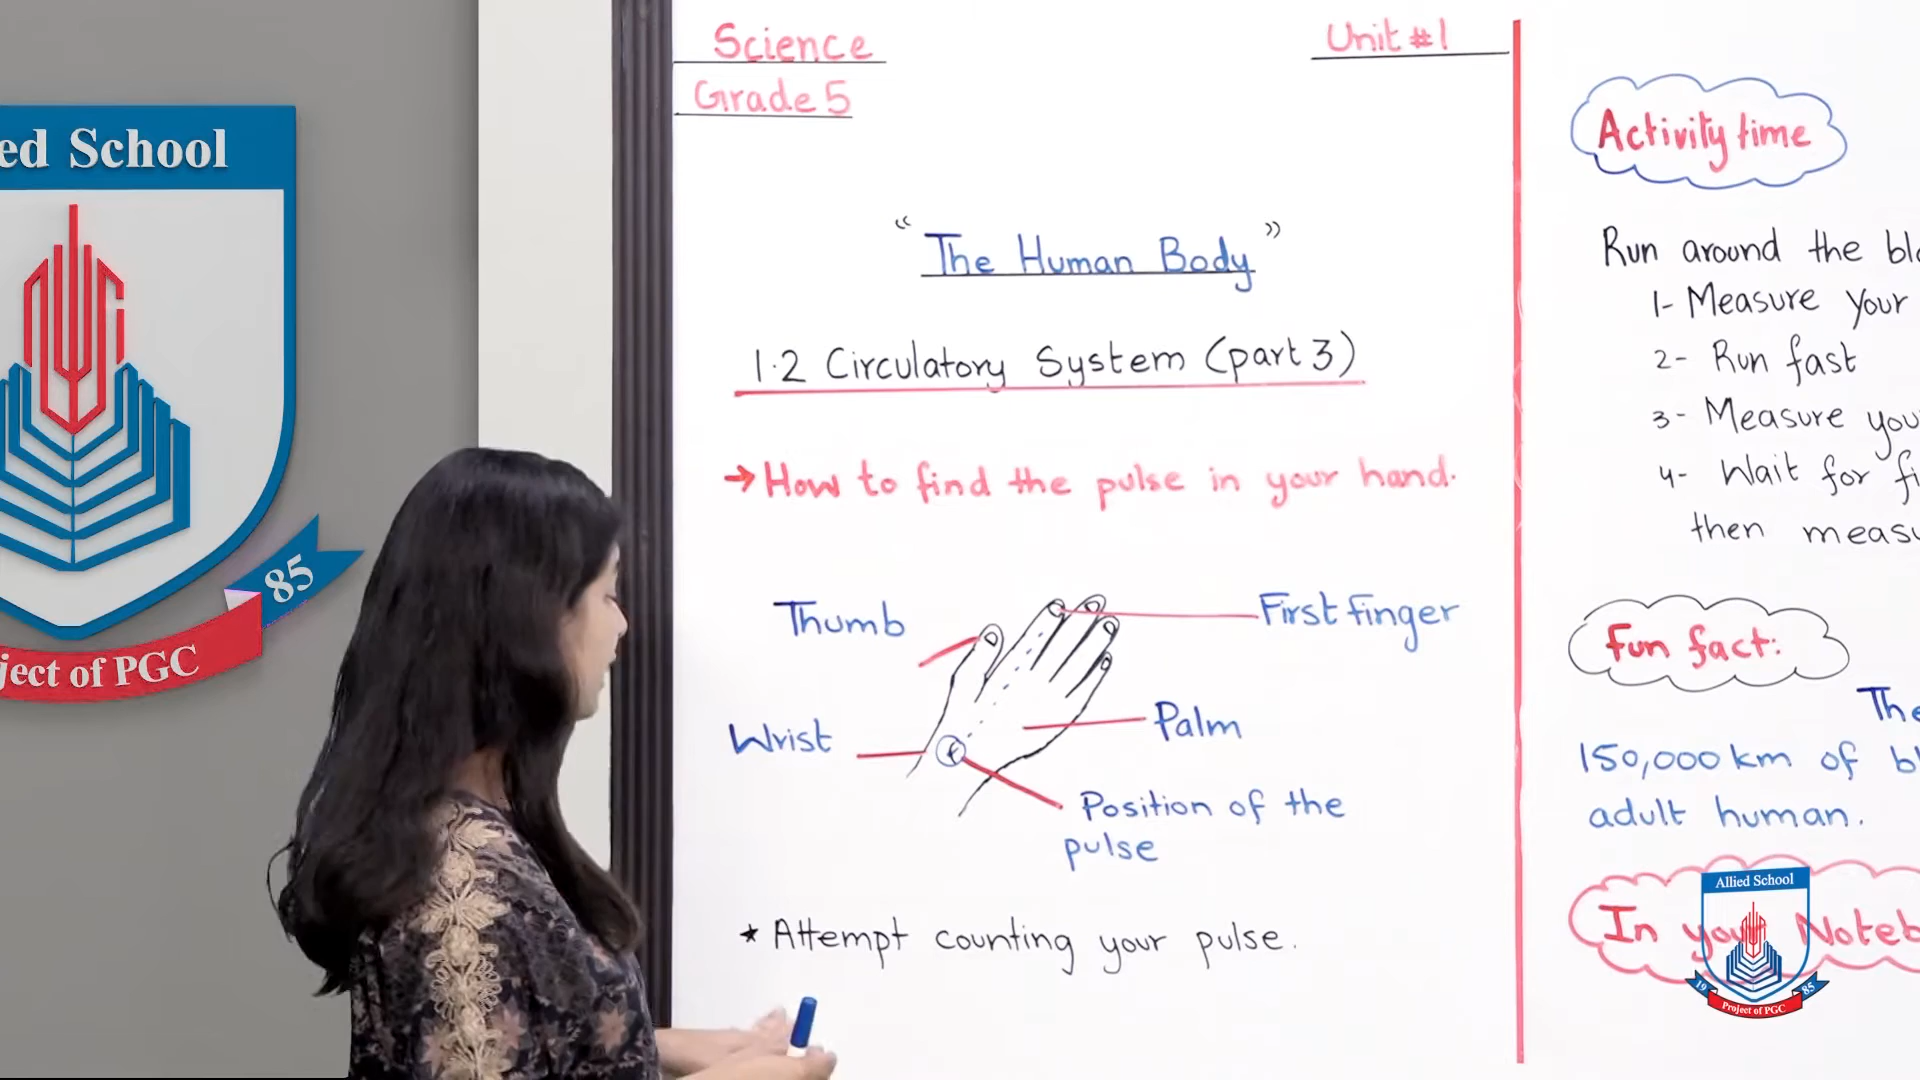 ed School
85
ject of PGC
Science
Grade 5
Unit #1
"The Human Body"
1.2 Circulatory System (part 3)
→ How to find the pulse in your hand.
Thumb
First finger
Wrist
Palm
Position of the
pulse
★ Attempt counting your pulse.
Activity time
Run around the
1- Measure your
2- Run fast
3- Measure
4- Wait for
then
Fun fact:
150,000 km of
adult human.
In your
Allied School
19
85
Project of PGC